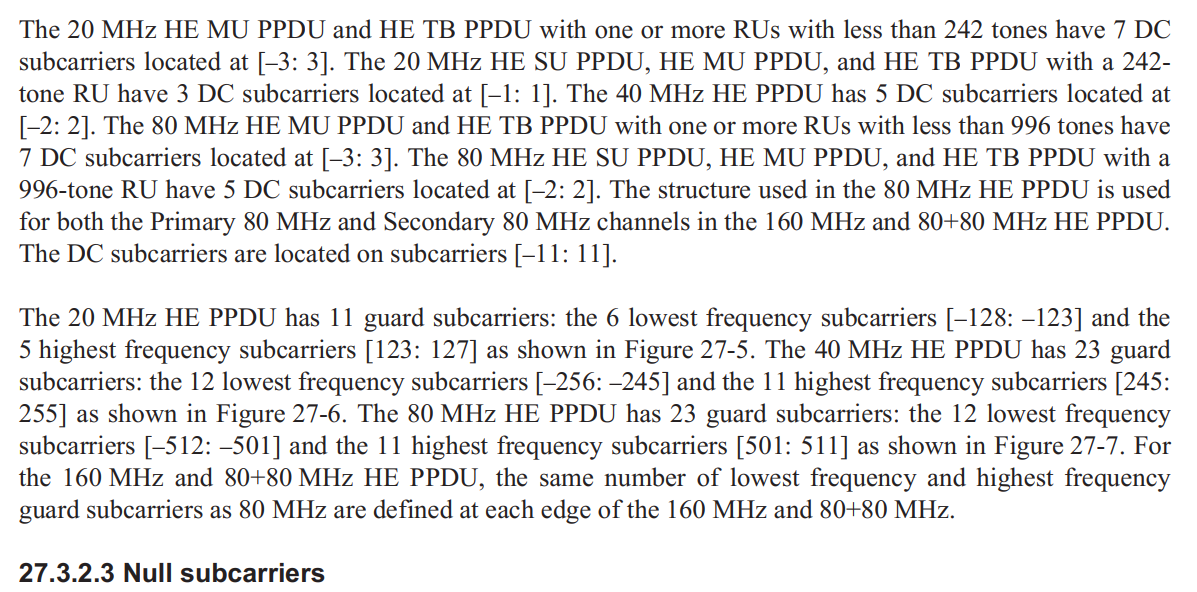 The 20 MHz HE MU PPDU and HE TB PPDU with one or more RUs with less than 242 tones have 7 DC
subcarriers located at [–3: 3]. The 20 MHz HE SU PPDU, HE MU PPDU, and HE TB PPDU with a 242-
tone RU have 3 DC subcarriers located at [–1: 1]. The 40 MHz HE PPDU has 5 DC subcarriers located at
[–2: 2]. The 80 MHz HE MU PPDU and HE TB PPDU with one or more RUs with less than 996 tones have
7 DC subcarriers located at [–3: 3]. The 80 MHz HE SU PPDU, HE MU PPDU, and HE TB PPDU with a
996-tone RU have 5 DC subcarriers located at [–2: 2]. The structure used in the 80 MHz HE PPDU is used
for both the Primary 80 MHz and Secondary 80 MHz channels in the 160 MHz and 80+80 MHz HE PPDU.
The DC subcarriers are located on subcarriers [–11: 11].
The 20 MHz HE PPDU has 11 guard subcarriers: the 6 lowest frequency subcarriers [–128: –123] and the
5 highest frequency subcarriers [123: 127] as shown in Figure 27-5. The 40 MHz HE PPDU has 23 guard
subcarriers: the 12 lowest frequency subcarriers [–256: –245] and the 11 highest frequency subcarriers [245:
255] as shown in Figure 27-6. The 80 MHz HE PPDU has 23 guard subcarriers: the 12 lowest frequency
subcarriers [–512: –501] and the 11 highest frequency subcarriers [501: 511] as shown in Figure 27-7. For
the 160 MHz and 80+80 MHz HE PPDU, the same number of lowest frequency and highest frequency
guard subcarriers as 80 MHz are defined at each edge of the 160 MHz and 80+80 MHz.
27.3.2.3 Null subcarriers